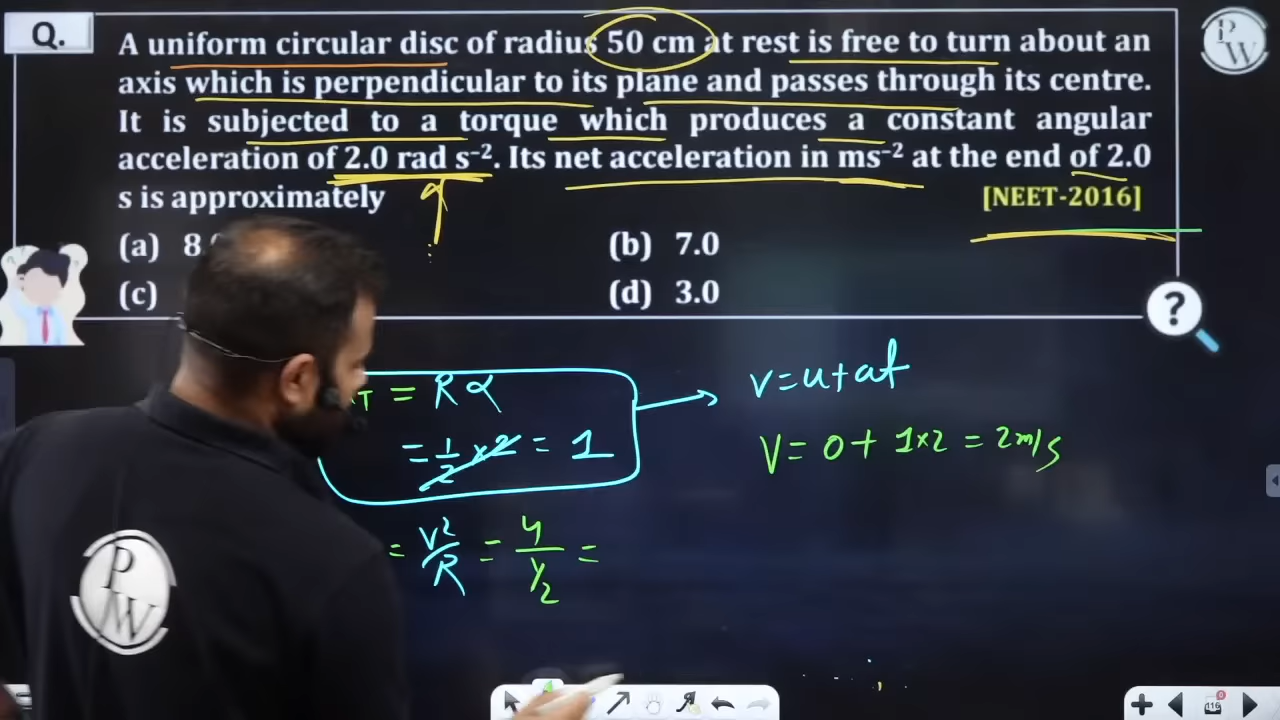 Q.
A uniform circular disc of radius 50 cm at rest is free to turn about an
axis which is perpendicular to its plane and passes through its centre.
It is subjected to a torque which produces a constant angular
acceleration of 2.0 rad s⁻². Its net acceleration in ms⁻² at the end of 2.0
s is approximately
[NEET-2016]
(a) 8
(b) 7.0
(c)
(d) 3.0
T = Rα
= 1/2 × 2 = 1
= V²/R = 4/½ =
V = u + at
V = 0 + 1×2 = 2 m/s
P
W
P
W
?
116